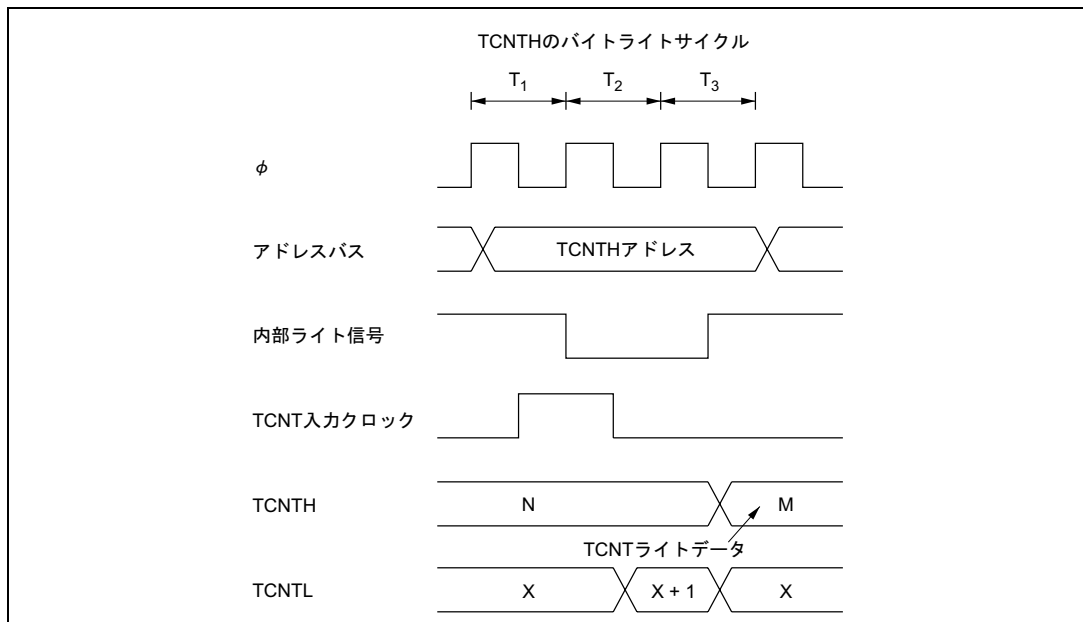 TCNTHのバイトライトサイクル
T1 T2 T3
φ
アドレスバス TCNTHアドレス
内部ライト信号
TCNT入力クロック
TCNTH N M
TCNTライトデータ
TCNTL X X + 1 X